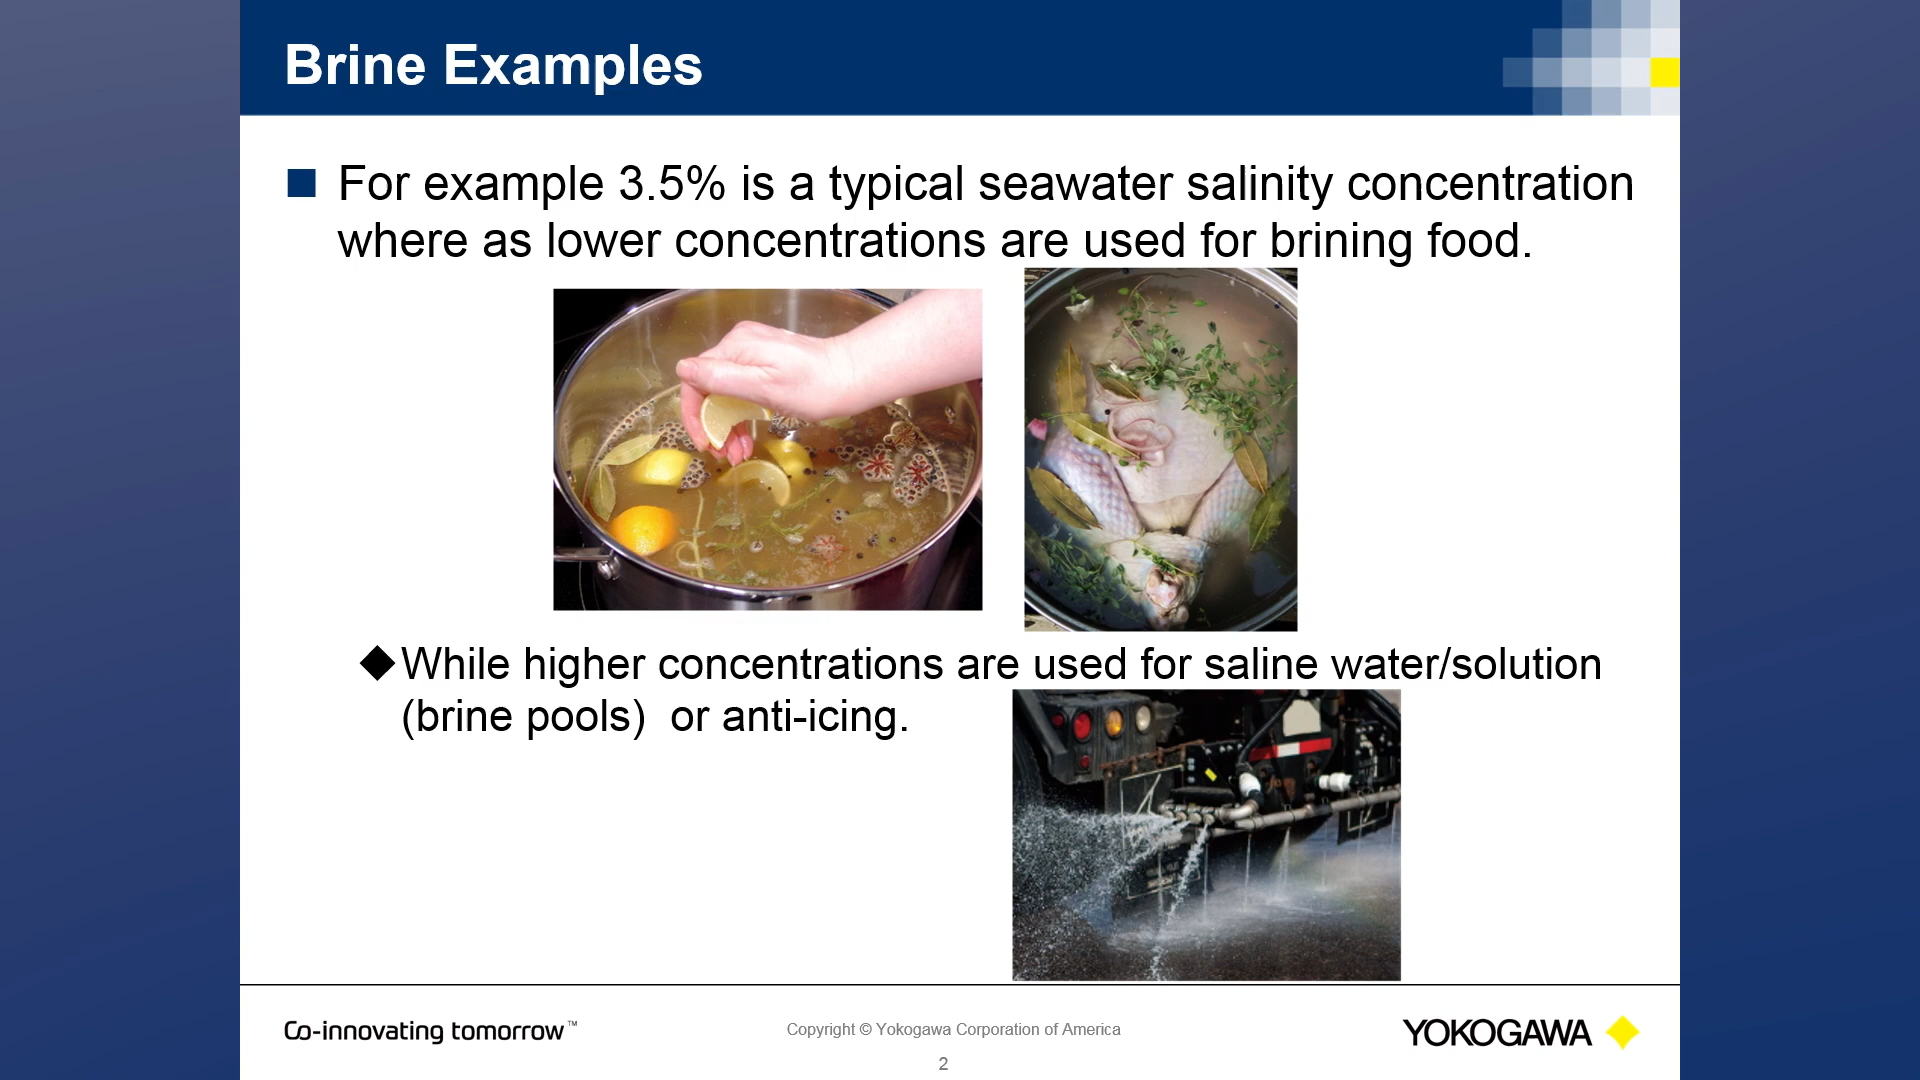 Brine Examples
For example 3.5% is a typical seawater salinity concentration
where as lower concentrations are used for brining food.
While higher concentrations are used for saline water/solution
(brine pools)  or anti-icing.
Co-innovating tomorrow™
Copyright © Yokogawa Corporation of America
YOKOGAWA
2